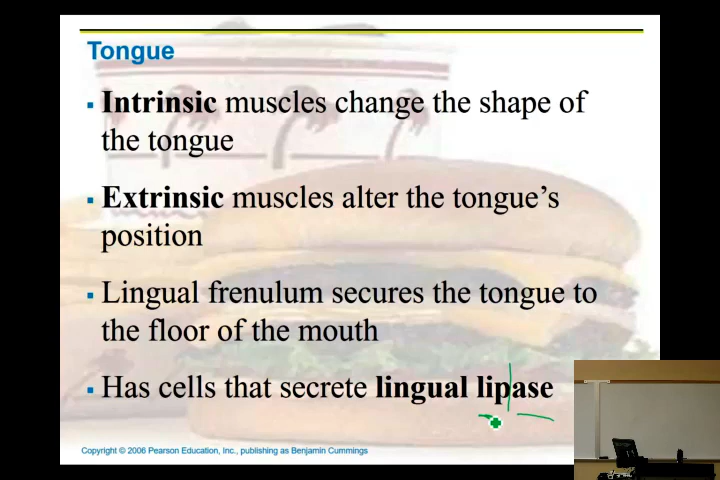 Tongue
▪ Intrinsic muscles change the shape of
the tongue
▪ Extrinsic muscles alter the tongue’s
position
▪ Lingual frenulum secures the tongue to
the floor of the mouth
▪ Has cells that secrete lingual lipase
Copyright © 2006 Pearson Education, Inc., publishing as Benjamin Cummings